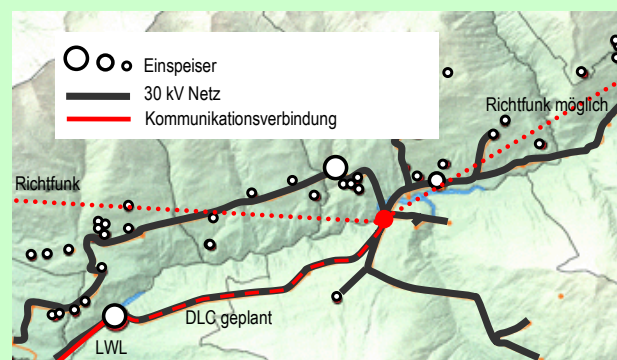 Einspeiser
30 kV Netz
Kommunikationsverbindung
Richtfunk möglich
Richtfunk
DLC geplant
LWL